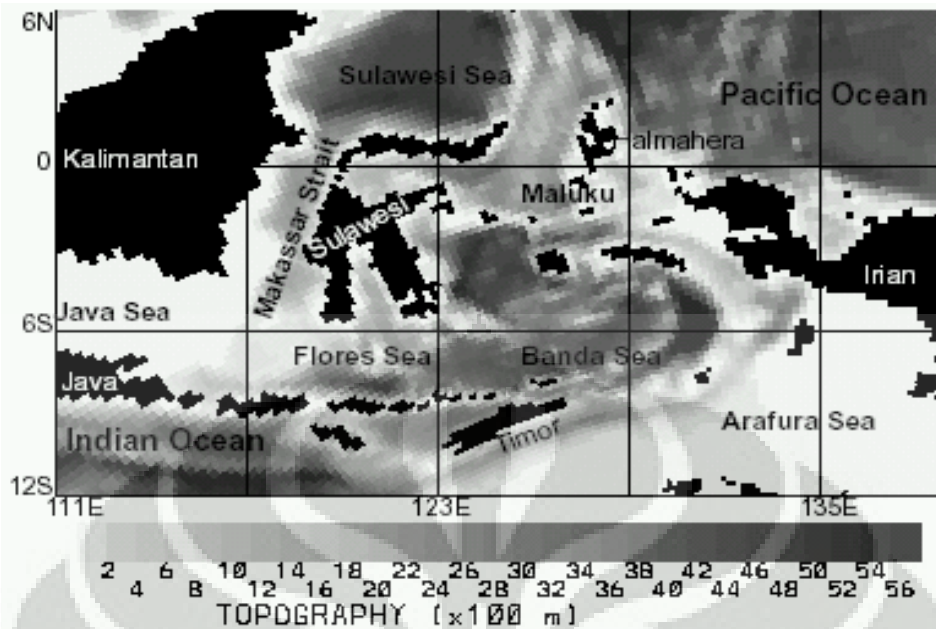 6N
Sulawesi Sea
Pacific Ocean
almahera
Kalimantan
0
Makassar Strait
Maluku
Sulawesi
Irian
Java Sea
6S
Flores Sea
Banda Sea
Java
Arafura Sea
Indian Ocean
Timor
12S
111E
123E
135E
2 6 10 14 18 22 26 30 34 38 42 46 50 54
4 8 12 16 20 24 28 32 36 40 44 48 52 56
TOPOGRAPHY (x100 m)